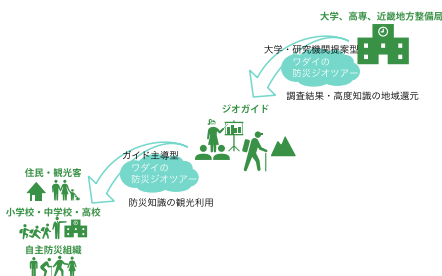 大学、高専、近畿地方整備局
大学・研究機関提案型
ワダイの
防災ジオツアー
調査結果・高度知識の地域還元
ジオガイド
ガイド主導型
ワダイの
防災ジオツアー
防災知識の観光利用
住民・観光客
小学校・中学校・高校
自主防災組織